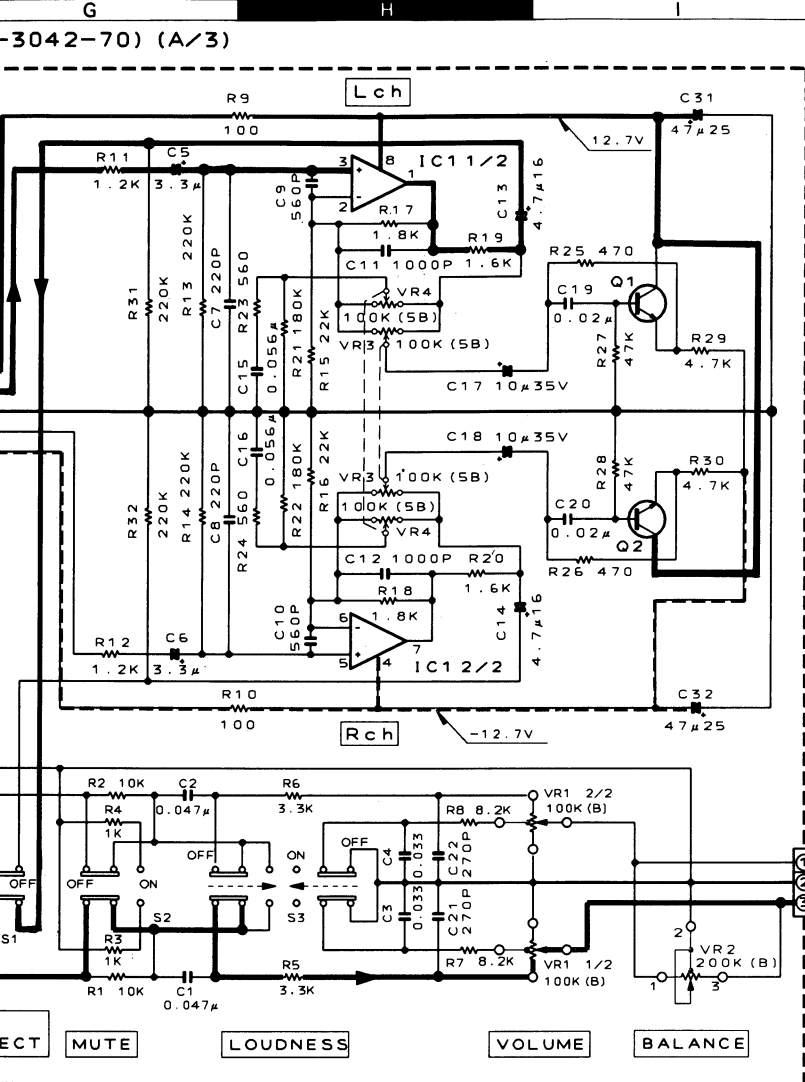 G H I
-3042-70) (A/3)
Lch
R9
100
C31
47μ25
12.7V
R11
1.2K
C5
3.3μ
3
8
1
2
IC1 1/2
C9
560P
C13
4.7μ16
R17
1.8K
C11 1000P
R19
1.6K
R31
220K
R13 220K
C7 220P
R23 560
C15
0.056μ
R21 180K
R15 22K
VR4
100K (5B)
VR3
100K (5B)
R25 470
C19
0.02μ
Q1
R27
47K
R29
4.7K
C17 10μ35V
C18 10μ35V
R32
220K
R14 220K
C8 220P
R24 560
C16
0.056μ
R22 180K
R16 22K
VR3
100K (5B)
100K (5B)
VR4
C12 1000P
R20
1.6K
R18
1.8K
C10
560P
C14
4.7μ16
R28
47K
R30
4.7K
C20
0.02μ
Q2
R26 470
6
7
5
4
IC1 2/2
R12
1.2K
C6
3.3μ
R10
100
Rch
-12.7V
C32
47μ25
R2 10K
C2
0.047μ
R4
1K
R6
3.3K
VR1 2/2
100K (B)
R8 8.2K
OFF
OFF
ON
OFF
ON
OFF
C4
0.033
C22
270P
C3
0.033
C21
270P
1
2
3
S1
S2
S3
R3
1K
R1 10K
C1
0.047μ
R5
3.3K
R7 8.2K
VR1 1/2
100K (B)
2
VR2
200K (B)
1
3
ECT
MUTE
LOUDNESS
VOLUME
BALANCE